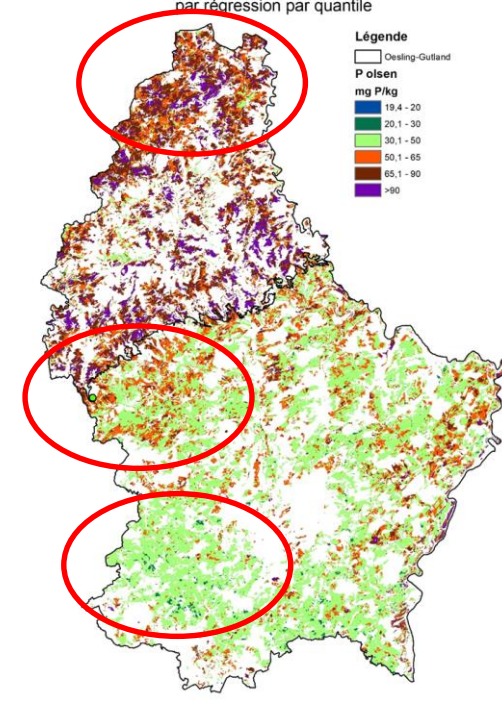 par régression par quantile
Légende
Oesling-Gutland
P olsen
mg P/kg
19,4 - 20
20,1 - 30
30,1 - 50
50,1 - 65
65,1 - 90
>90